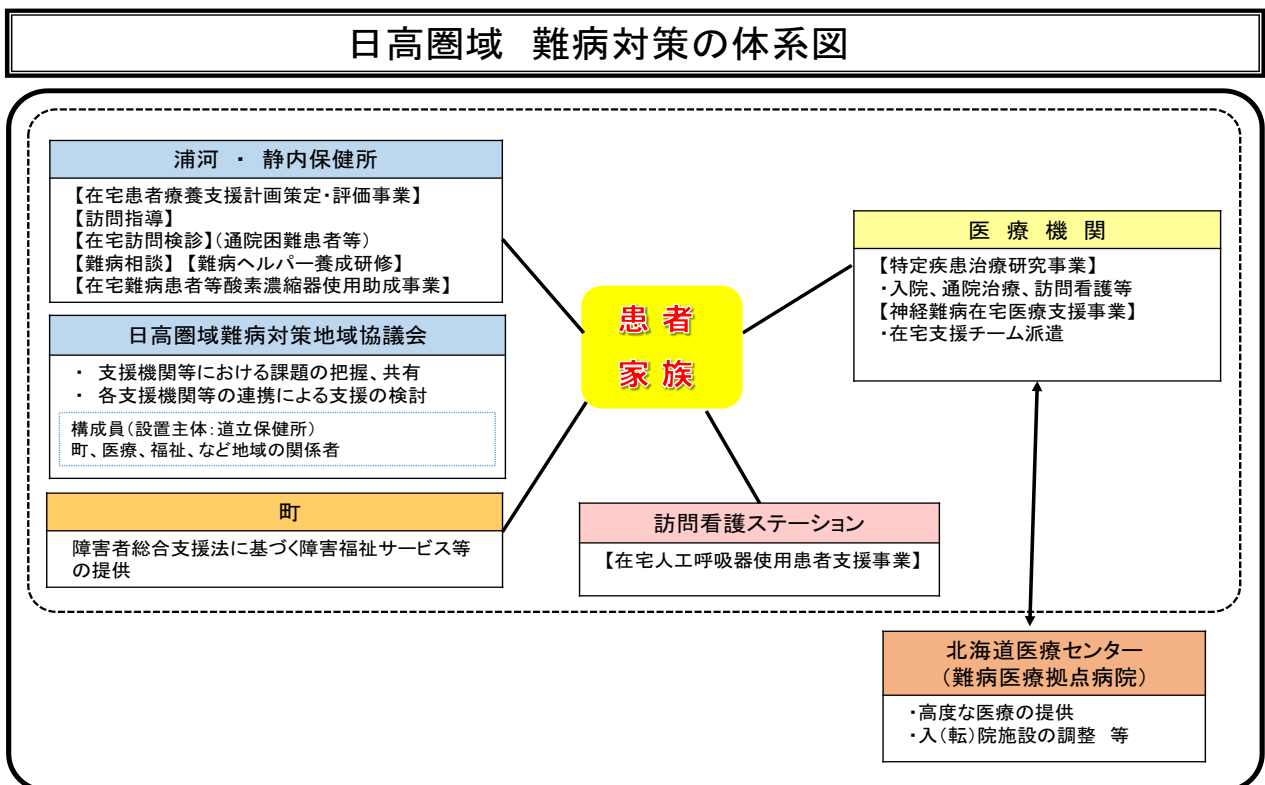 日高圏域　難病対策の体系図
浦河　・　静内保健所
【在宅患者療養支援計画策定・評価事業】
【訪問指導】
【在宅訪問検診】(通院困難患者等)
【難病相談】【難病ヘルパー養成研修】
【在宅難病患者等酸素濃縮器使用助成事業】
日高圏域難病対策地域協議会
・　支援機関等における課題の把握、共有
・　各支援機関等の連携による支援の検討
構成員(設置主体:道立保健所)
町、医療、福祉、など地域の関係者
町
障害者総合支援法に基づく障害福祉サービス等
の提供
患 者
家 族
医　療　機　関
【特定疾患治療研究事業】
・入院、通院治療、訪問看護等
【神経難病在宅医療支援事業】
・在宅支援チーム派遣
訪問看護ステーション
【在宅人工呼吸器使用患者支援事業】
北海道医療センター
(難病医療拠点病院)
・高度な医療の提供
・入(転)院施設の調整　等